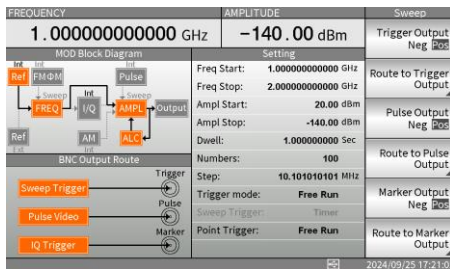 FREQUENCY
AMPLITUDE
Sweep
1.000000000000 GHz
-140.00 dBm
Trigger Output
Neg Pos
MOD Block Diagram
Setting
Int
Int
Int
Ref
FMΦM
Pulse
Sweep
Int
Sweep
FREQ
I/Q
AMPL
Output
Ref
AM
ALC
Ext
Int
Freq Start: 1.000000000000 GHz
Freq Stop: 2.000000000000 GHz
Ampl Start: 20.00 dBm
Ampl Stop: -140.00 dBm
Dwell: 1.000000000 Sec
Numbers: 100
Step: 10.101010101 MHz
Trigger mode: Free Run
Sweep Trigger: Timer
Point Trigger: Free Run
Route to Trigger
Output
Pulse Output
Neg Pos
Route to Pulse
Output
Marker Output
Neg Pos
Route to Marker
Output
BNC Output Route
Trigger
Sweep Trigger
Pulse
Pulse Video
Marker
IQ Trigger
2024/09/25 17:21:0